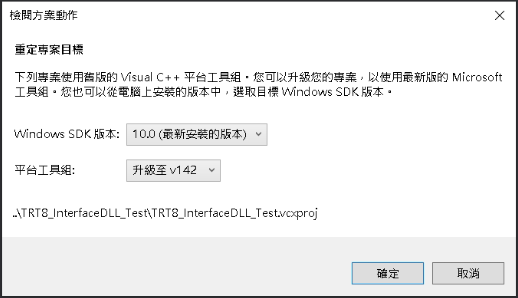 檢閱方案動作
重定專案目標
下列專案使用舊版的 Visual C++ 平台工具組。您可以升級您的專案，以使用最新版的 Microsoft
工具組。您也可以從電腦上安裝的版本中，選取目標 Windows SDK 版本。
Windows SDK 版本: 10.0 (最新安裝的版本)
平台工具組: 升級至 v142
..\TRT8_InterfaceDLL_Test\TRT8_InterfaceDLL_Test.vcxproj
確定 取消